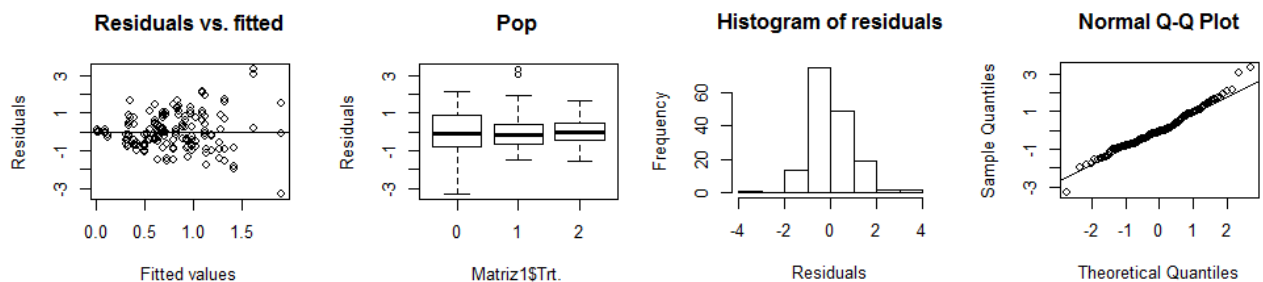 Residuals vs. fitted
Residuals
3
1
-1
-3
0.0 0.5 1.0 1.5
Fitted values
Pop
Residuals
3
1
-1
-3
0 1 2
Matriz1$Trt.
Histogram of residuals
Frequency
60
40
20
0
-4 -2 0 2 4
Residuals
Normal Q-Q Plot
Sample Quantiles
3
1
-1
-3
-2 -1 0 1 2
Theoretical Quantiles